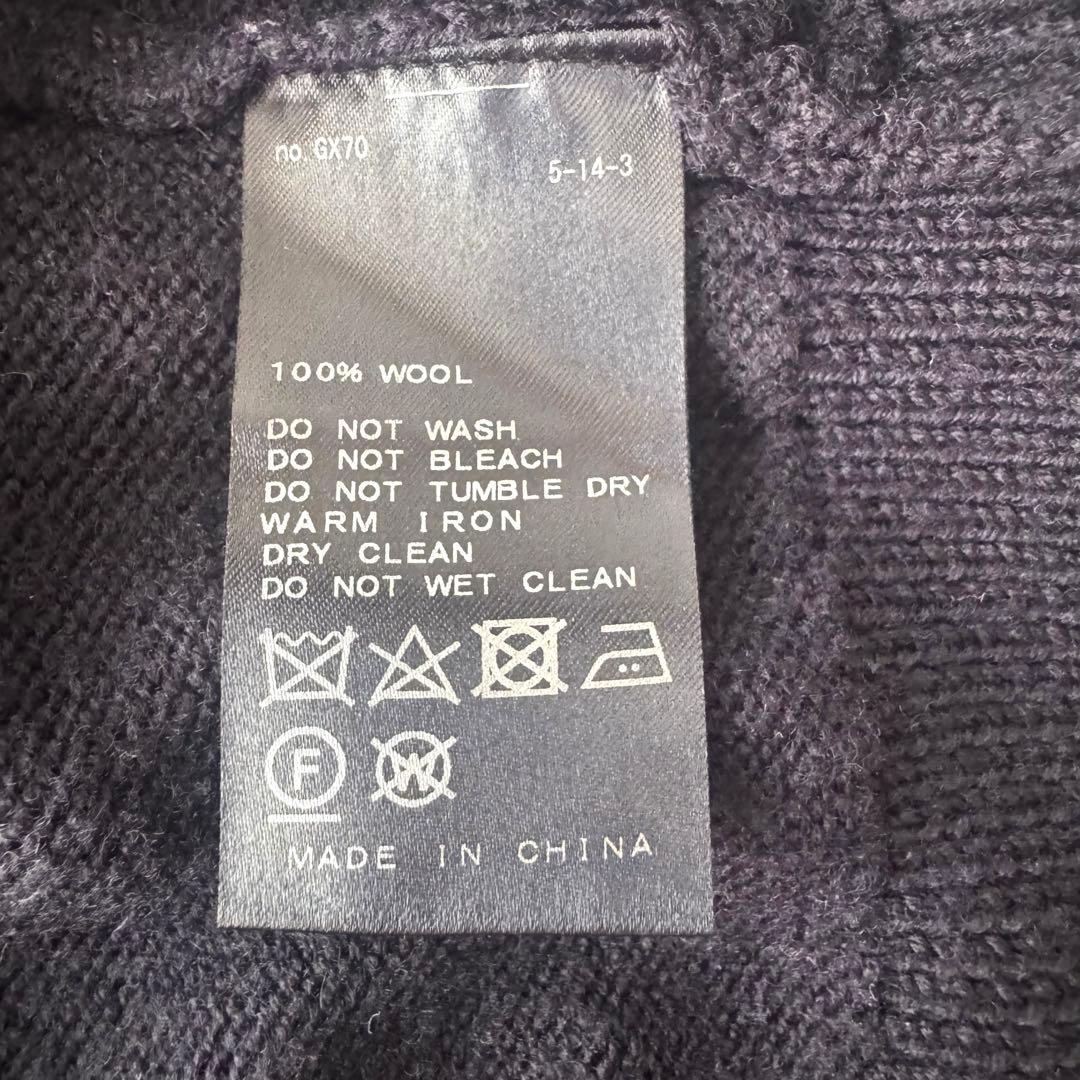 no.GX70
5-14-3
100% WOOL
DO NOT WASH
DO NOT BLEACH
DO NOT TUMBLE DRY
WARM IRON
DRY CLEAN
DO NOT WET CLEAN
F W
MADE IN CHINA